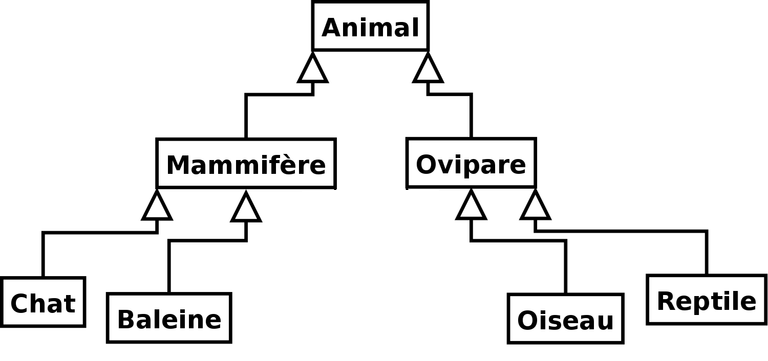 Animal
Mammifère
Ovipare
Chat
Baleine
Oiseau
Reptile